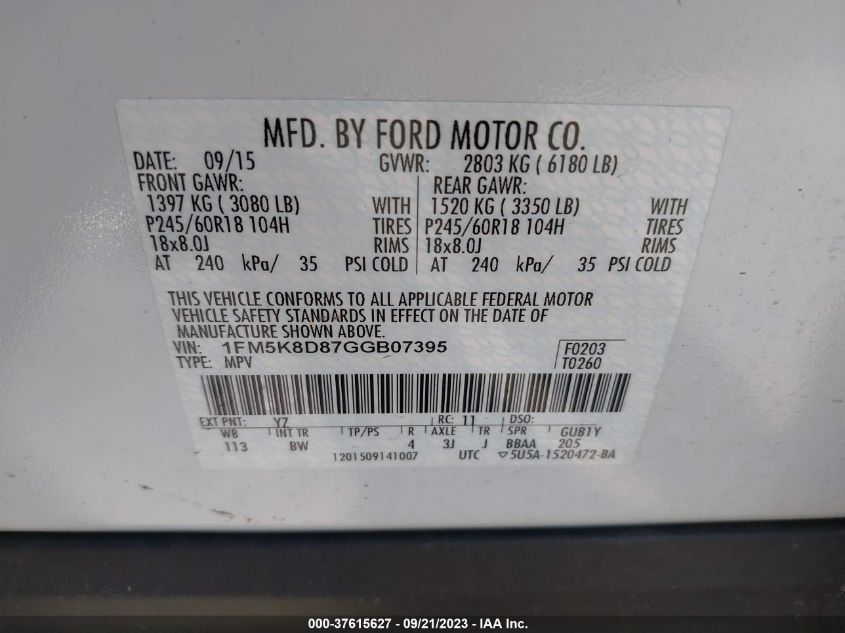 MFD. BY FORD MOTOR CO.
DATE: 09/15 GVWR: 2803 KG ( 6180 LB)
FRONT GAWR: REAR GAWR:
1397 KG ( 3080 LB) WITH 1520 KG ( 3350 LB) WITH
P245/60R18 104H TIRES P245/60R18 104H TIRES
18x8.0J RIMS 18x8.0J RIMS
AT 240 kPa/ 35 PSI COLD AT 240 kPa/ 35 PSI COLD
THIS VEHICLE CONFORMS TO ALL APPLICABLE FEDERAL MOTOR
VEHICLE SAFETY STANDARDS IN EFFECT ON THE DATE OF
MANUFACTURE SHOWN ABOVE.
VIN: 1FM5K8D87GGB07395 F0203
TYPE: MPV T0260
EXT PNT: YZ RC: 11 DSO:
WB INT TR TP/PS R AXLE TR SPR GUB1Y
113 BW 4 3J J BBAA 205
1201509141007 UTC ▽5U5A-1520472-BA
000-37615627 - 09/21/2023 - IAA Inc.